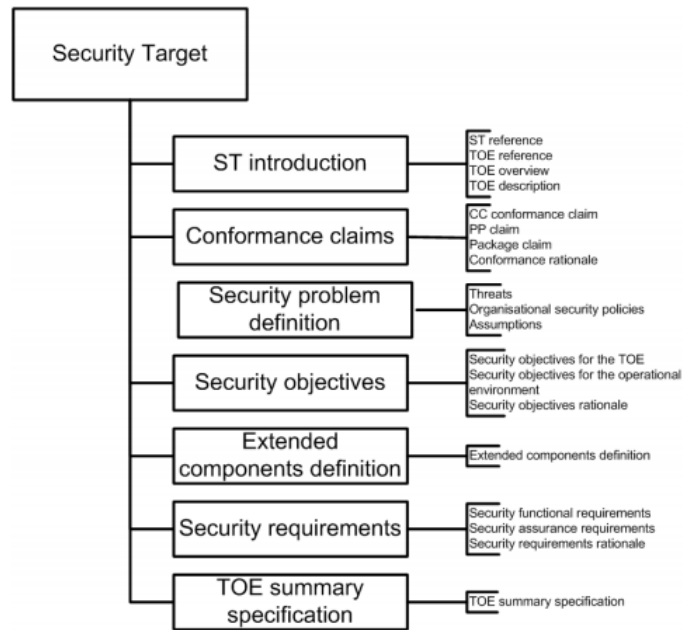 Security Target
ST introduction
ST reference
TOE reference
TOE overview
TOE description
Conformance claims
CC conformance claim
PP claim
Package claim
Conformance rationale
Security problem
definition
Threats
Organisational security policies
Assumptions
Security objectives
Security objectives for the TOE
Security objectives for the operational
environment
Security objectives rationale
Extended
components definition
Extended components definition
Security requirements
Security functional requirements
Security assurance requirements
Security requirements rationale
TOE summary
specification
TOE summary specification